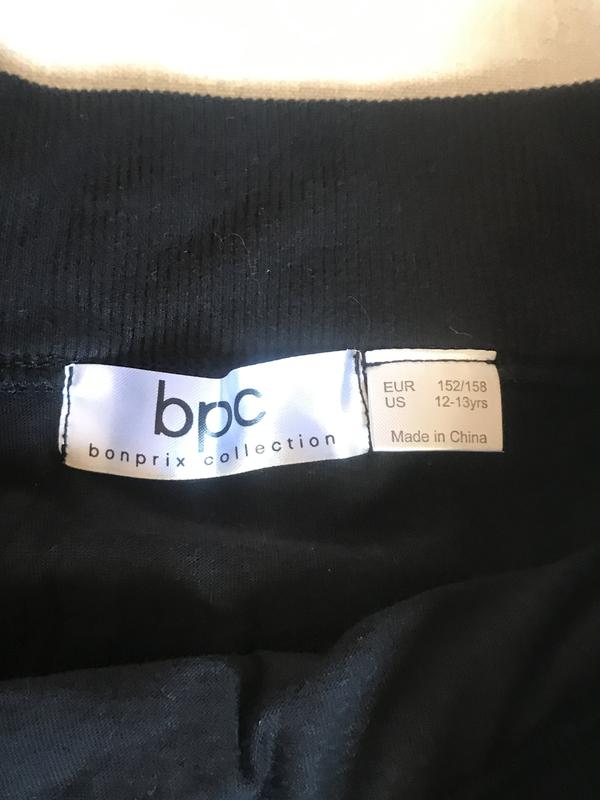 bpc
bonprix collection
EUR 152/158
US 12-13yrs
Made in China